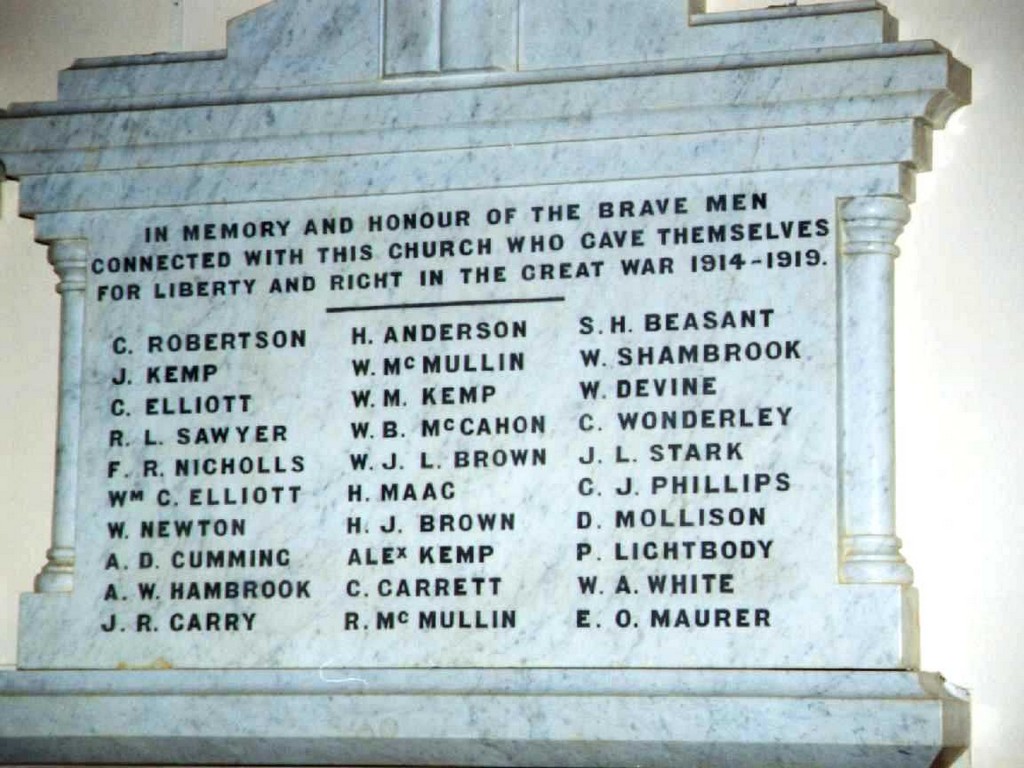 IN MEMORY AND HONOUR OF THE BRAVE MEN
CONNECTED WITH THIS CHURCH WHO GAVE THEMSELVES
FOR LIBERTY AND RIGHT IN THE GREAT WAR 1914-1919.
C. ROBERTSON
J. KEMP
C. ELLIOTT
R. L. SAWYER
F. R. NICHOLLS
Wᴹ C. ELLIOTT
W. NEWTON
A. D. CUMMING
A. W. HAMBROOK
J. R. GARRY
H. ANDERSON
W. Mᶜ MULLIN
W. M. KEMP
W. B. MᶜCAHON
W. J. L. BROWN
H. MAAG
H. J. BROWN
ALEˣ KEMP
C. GARRETT
R. Mᶜ MULLIN
S. H. BEASANT
W. SHAMBROOK
W. DEVINE
C. WONDERLEY
J. L. STARK
C. J. PHILLIPS
D. MOLLISON
P. LIGHTBODY
W. A. WHITE
E. O. MAURER